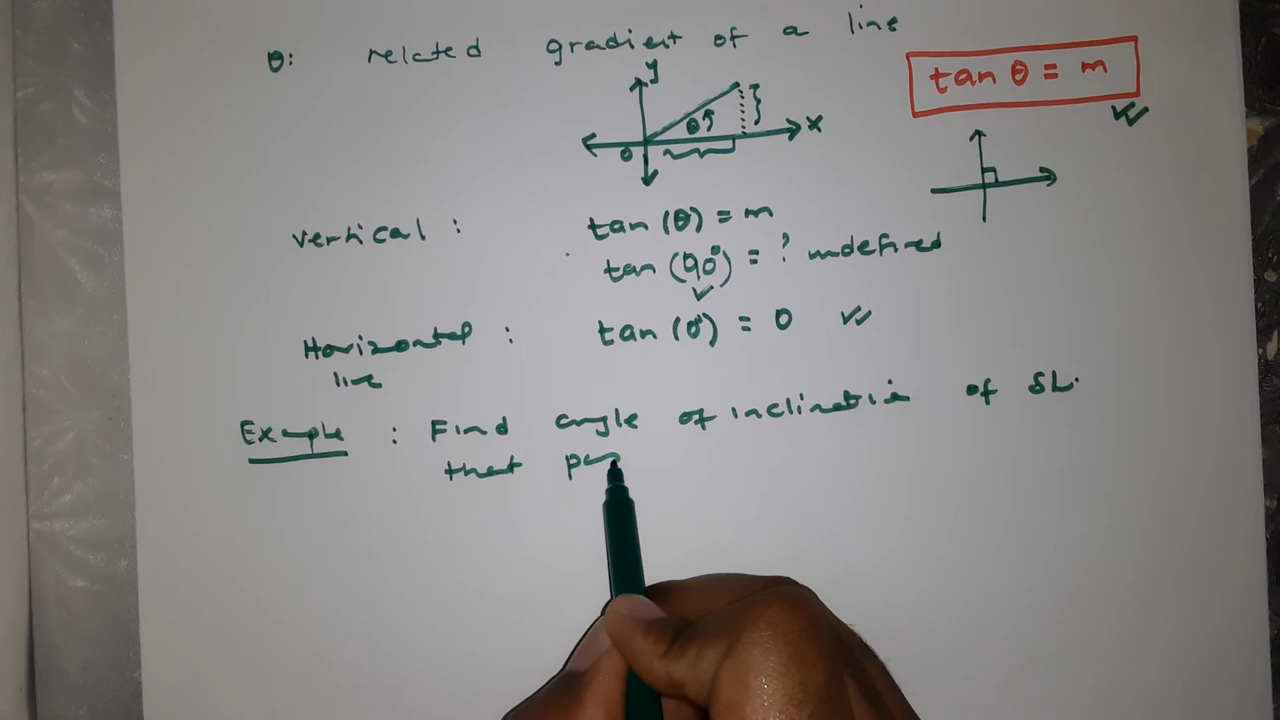 θ: related gradient of a line
tan θ = m
y
θ
x
0
vertical : tan (θ) = m
tan (90°) = ? undefined
Horizontal : tan (0°) = 0
line
Example : Find angle of inclination of SL.
that pas